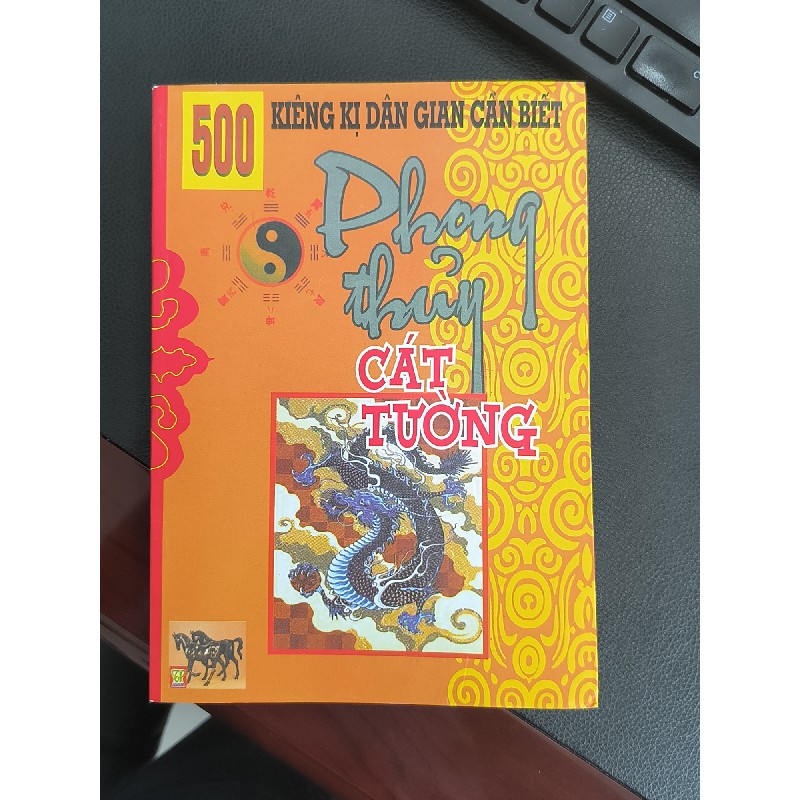 500
KIÊNG KỊ DÂN GIAN CẦN BIẾT
Phong
thủy
CÁT
TƯỜNG